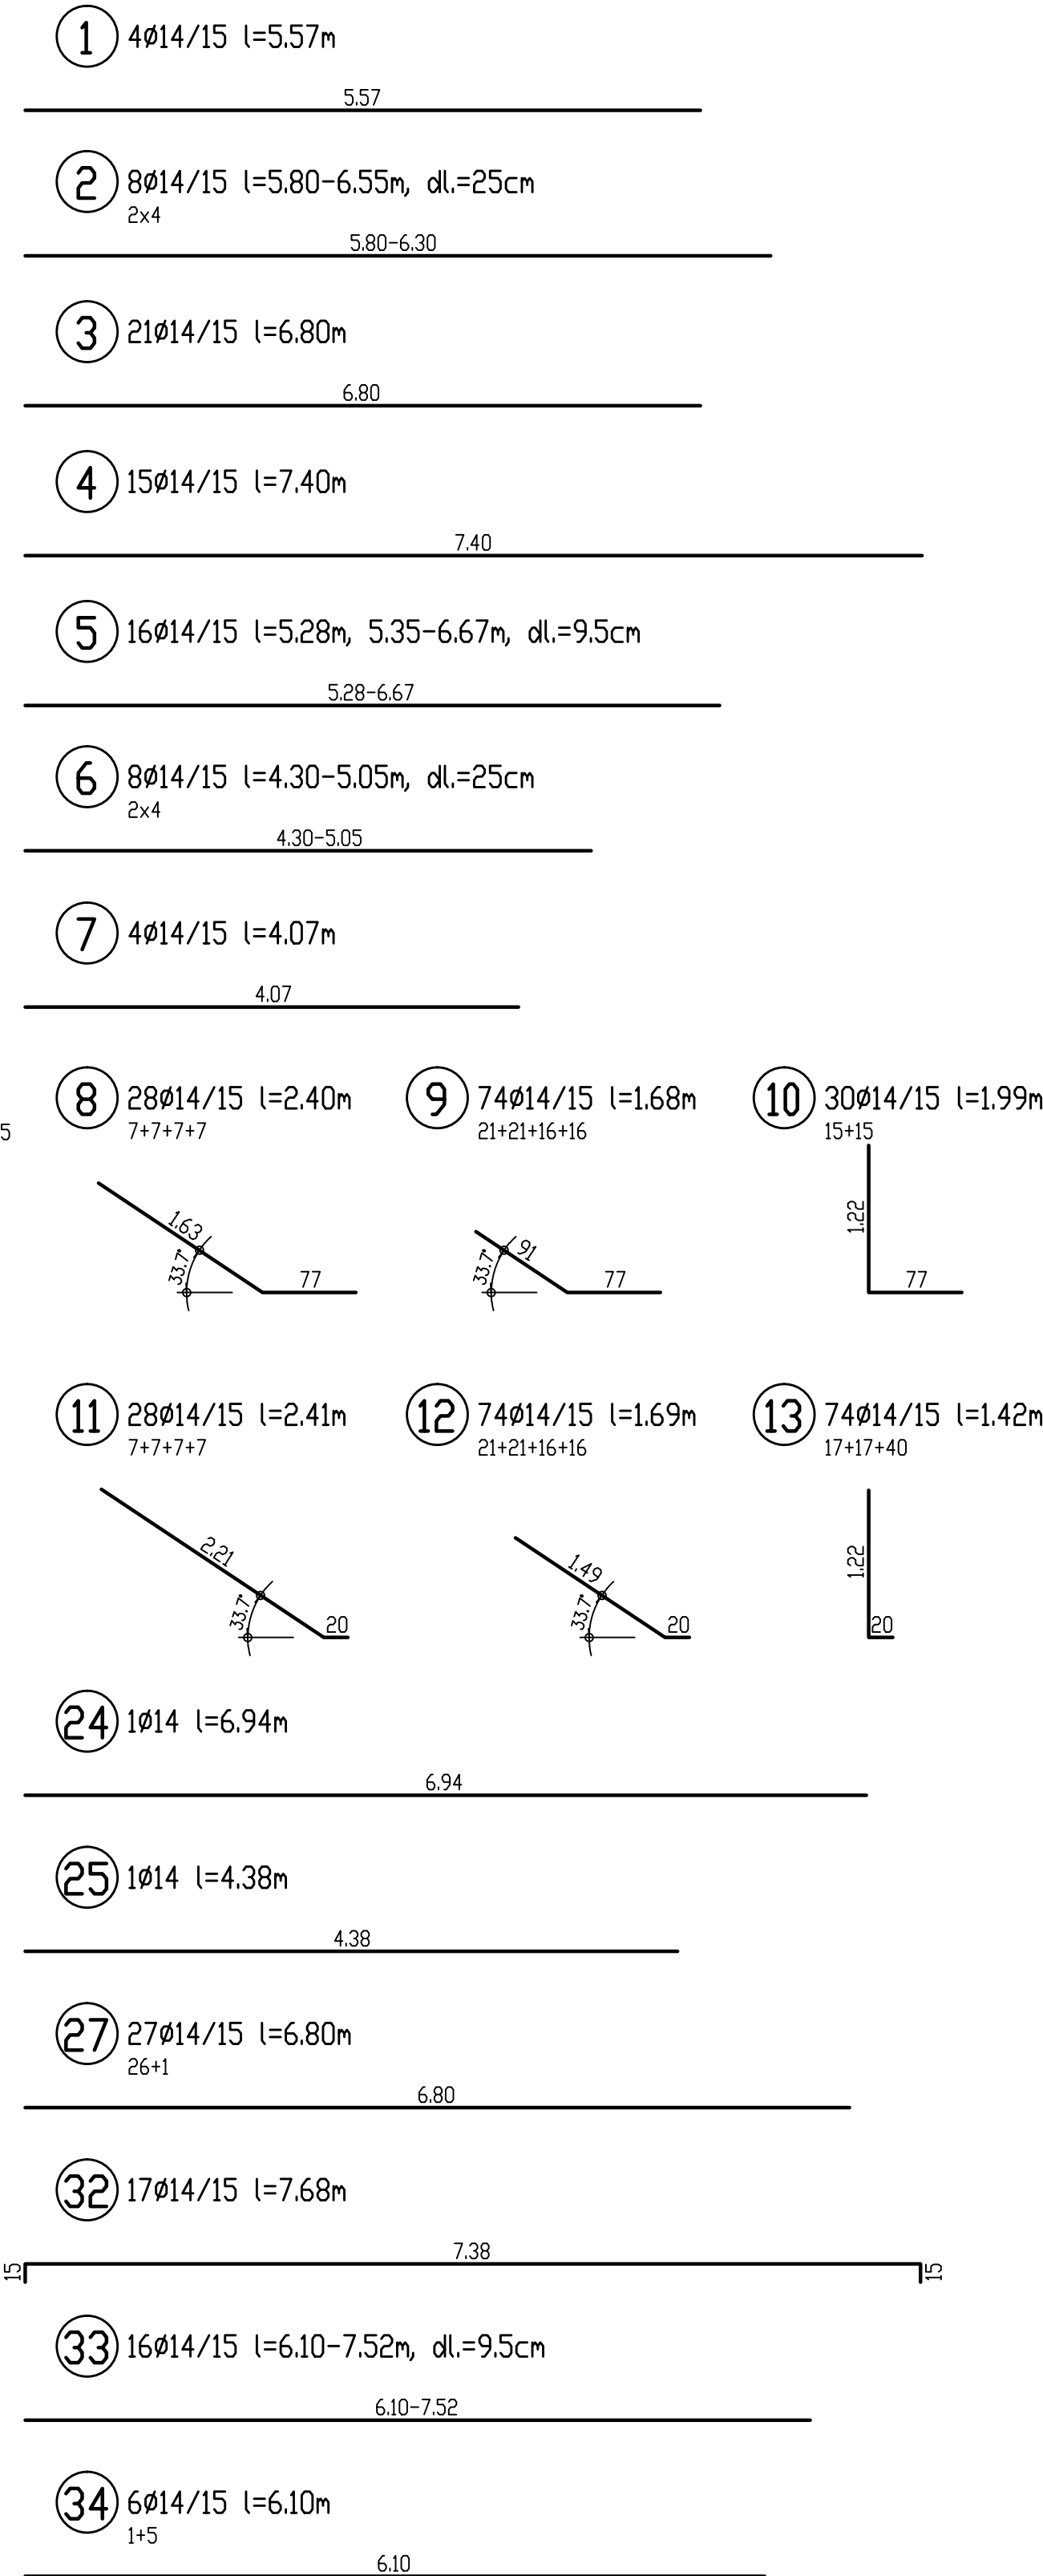 1 4ø14/15 l=5.57m
5.57
2 8ø14/15 l=5.80-6.55m, dl.=25cm
2x4
5.80-6.30
3 21ø14/15 l=6.80m
6.80
4 15ø14/15 l=7.40m
7.40
5 16ø14/15 l=5.28m, 5.35-6.67m, dl.=9.5cm
5.28-6.67
6 8ø14/15 l=4.30-5.05m, dl.=25cm
2x4
4.30-5.05
7 4ø14/15 l=4.07m
4.07
5
8 28ø14/15 l=2.40m
7+7+7+7
1.63
33.7°
77
9 74ø14/15 l=1.68m
21+21+16+16
91
33.7°
77
10 30ø14/15 l=1.99m
15+15
1.22
77
11 28ø14/15 l=2.41m
7+7+7+7
2.21
33.7°
20
12 74ø14/15 l=1.69m
21+21+16+16
1.49
33.7°
20
13 74ø14/15 l=1.42m
17+17+40
1.22
20
24 1ø14 l=6.94m
6.94
25 1ø14 l=4.38m
4.38
27 27ø14/15 l=6.80m
26+1
6.80
32 17ø14/15 l=7.68m
15
7.38
15
33 16ø14/15 l=6.10-7.52m, dl.=9.5cm
6.10-7.52
34 6ø14/15 l=6.10m
1+5
6.10